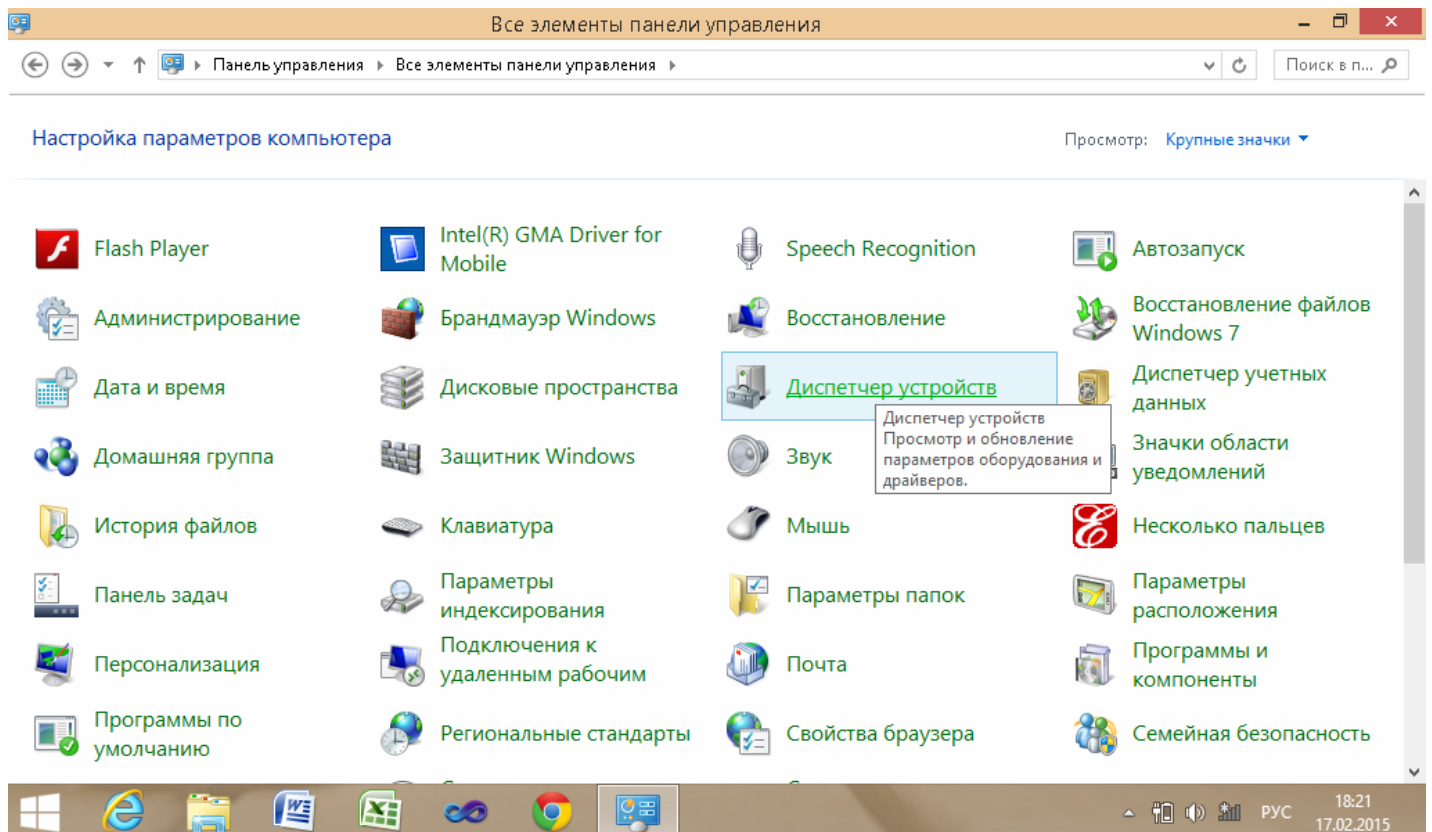 Все элементы панели управления
Панель управления Все элементы панели управления
Поиск в п...
Настройка параметров компьютера
Просмотр: Крупные значки
Flash Player
Intel(R) GMA Driver for
Mobile
Speech Recognition
Автозапуск
Администрирование
Брандмауэр Windows
Восстановление
Восстановление файлов
Windows 7
Дата и время
Дисковые пространства
Диспетчер устройств
Диспетчер учетных
данных
Диспетчер устройств
Просмотр и обновление
параметров оборудования и
драйверов.
Домашняя группа
Защитник Windows
Звук
Значки области
уведомлений
История файлов
Клавиатура
Мышь
Несколько пальцев
Панель задач
Параметры
индексирования
Параметры папок
Параметры
расположения
Персонализация
Подключения к
удаленным рабочим
Почта
Программы и
компоненты
Программы по
умолчанию
Региональные стандарты
Свойства браузера
Семейная безопасность
РУС
18:21
17.02.2015